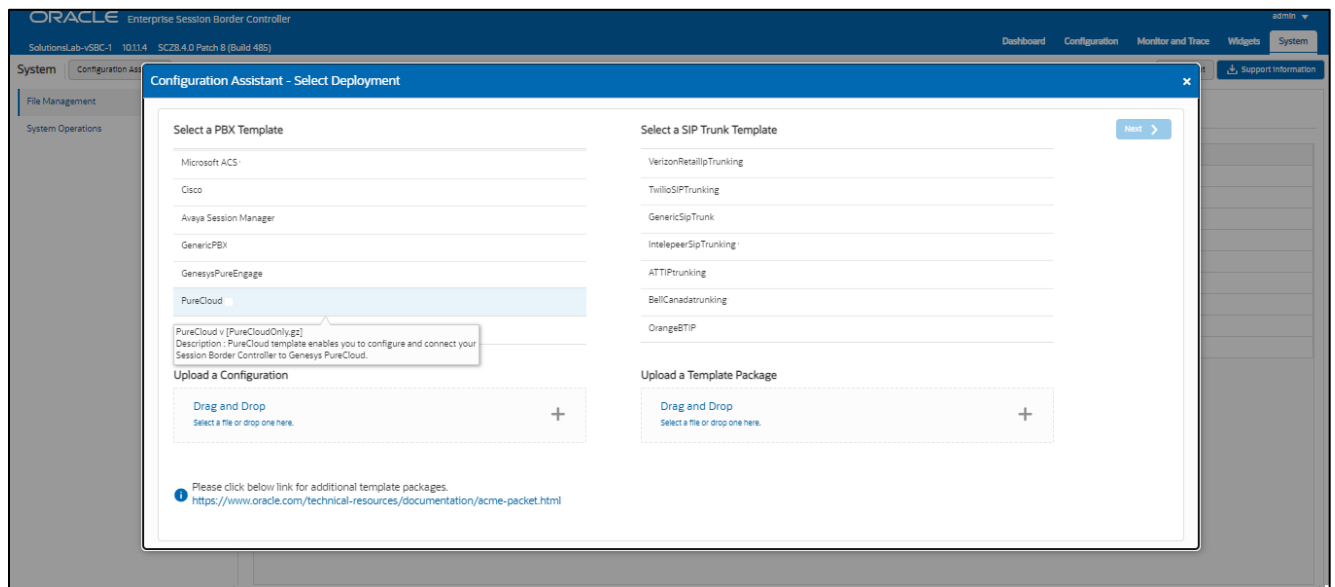 ORACLE Enterprise Session Border Controller
admin
SolutionsLab-vSBC-1 10.1.1.4 SCZ8.4.0 Patch 8 (Build 485)
Dashboard Configuration Monitor and Trace Widgets System
System Configuration Ass
Support Information
Configuration Assistant - Select Deployment
×
File Management
System Operations
Select a PBX Template
Select a SIP Trunk Template
Next
Microsoft ACS
VerizonRetailIpTrunking
Cisco
TwilioSIPTrunking
Avaya Session Manager
GenericSipTrunk
GenericPBX
IntelepeerSipTrunking
GenesysPureEngage
ATTIPtrunking
PureCloud
BellCanadatrunking
OrangeBTIP
PureCloud v [PureCloudOnly.gz]
Description : PureCloud template enables you to configure and connect your
Session Border Controller to Genesys PureCloud.
Upload a Configuration
Upload a Template Package
Drag and Drop
Select a file or drop one here.
+
Drag and Drop
Select a file or drop one here.
+
Please click below link for additional template packages.
https://www.oracle.com/technical-resources/documentation/acme-packet.html